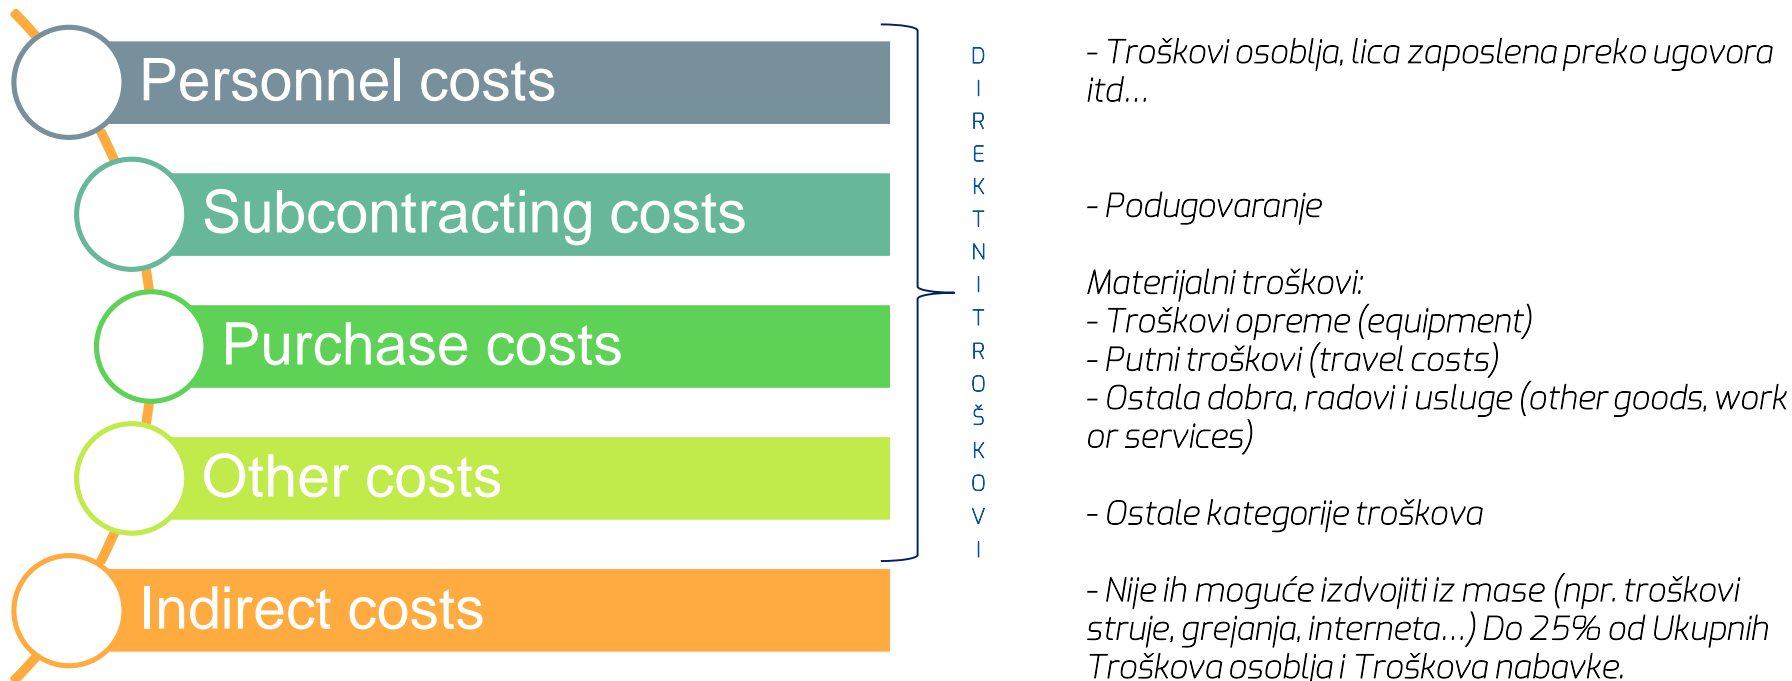 Personnel costs
Subcontracting costs
Purchase costs
Other costs
Indirect costs
DIREKTNI TROŠKOVI
- Troškovi osoblja, lica zaposlena preko ugovora
itd...
- Podugovaranje
Materijalni troškovi:
- Troškovi opreme (equipment)
- Putni troškovi (travel costs)
- Ostala dobra, radovi i usluge (other goods, work
or services)
- Ostale kategorije troškova
- Nije ih moguće izdvojiti iz mase (npr. troškovi
struje, grejanja, interneta...) Do 25% od Ukupnih
Troškova osoblja i Troškova nabavke.